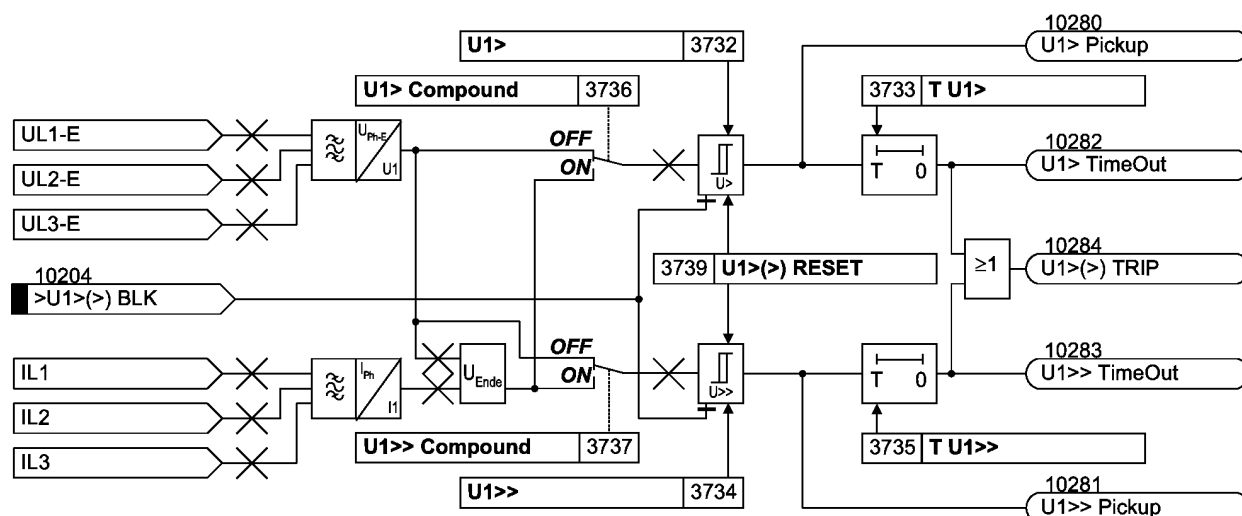 10280
U1> 3732 U1> Pickup
U1> Compound 3736 3733 T U1>
UL1-E
UPh-E
U1
OFF
ON
U>
T 0
10282
U1> TimeOut
UL2-E
UL3-E
3739 U1>(>) RESET
≥1
10284
U1>(>) TRIP
10204
>U1>(>) BLK
IL1
IPh
I1
UEnde
OFF
ON
U>>
T 0
10283
U1>> TimeOut
IL2
IL3
U1>> Compound 3737 3735 T U1>>
U1>> 3734
10281
U1>> Pickup